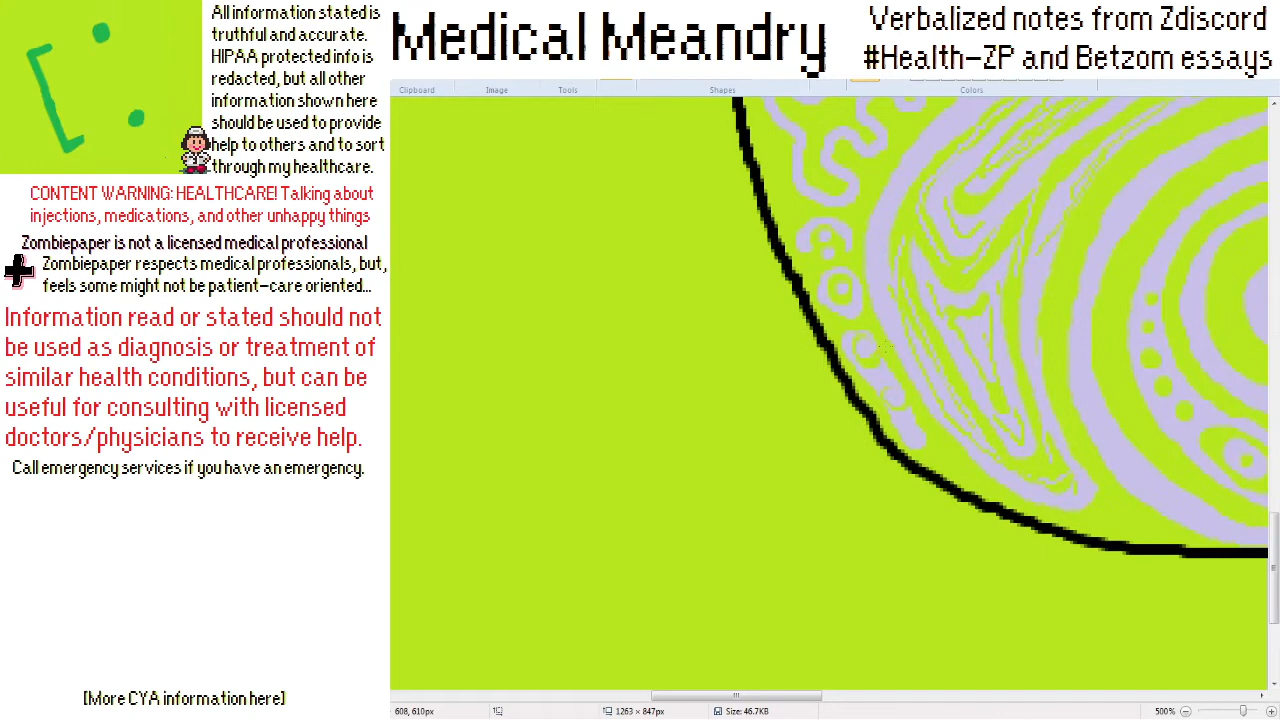 All information stated is
truthful and accurate.
HIPAA protected info is
redacted, but all other
information shown here
should be used to provide
help to others and to sort
through my healthcare.
CONTENT WARNING: HEALTHCARE! Talking about
injections, medications, and other unhappy things
Zombiepaper is not a licensed medical professional
Zombiepaper respects medical professionals, but,
feels some might not be patient-care oriented...
Information read or stated should not
be used as diagnosis or treatment of
similar health conditions, but can be
useful for consulting with licensed
doctors/physicians to receive help.
Call emergency services if you have an emergency.
[More CYA information here]
Medical Meandry
Verbalized notes from Zdiscord
#Health-ZP and Betzom essays
Clipboard Image Tools Shapes Colors
608, 610px 1263 × 847px Size: 46.7KB 500%